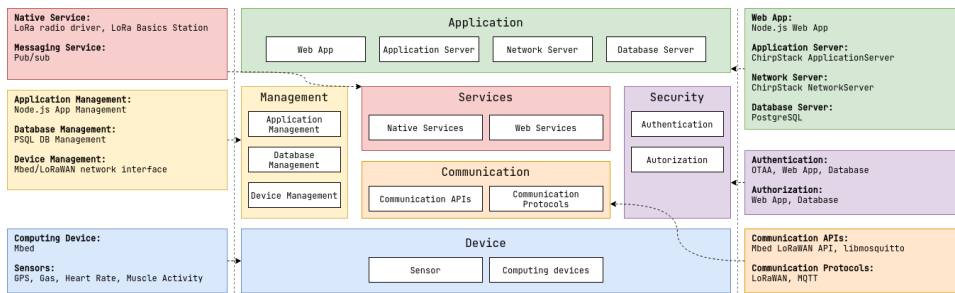 Native Service:
LoRa radio driver, LoRa Basics Station
Messaging Service:
Pub/sub
Application Management:
Node.js App Management
Database Management:
PSQL DB Management
Device Management:
Mbed/LoRaWAN network interface
Computing Device:
Mbed
Sensors:
GPS, Gas, Heart Rate, Muscle Activity
Application
Web App
Application Server
Network Server
Database Server
Management
Application
Management
Database
Management
Device Management
Services
Native Services
Web Services
Communication
Communication APIs
Communication
Protocols
Security
Authentication
Autorization
Device
Sensor
Computing devices
Web App:
Node.js Web App
Application Server:
ChirpStack ApplicationServer
Network Server:
ChirpStack NetworkServer
Database Server:
PostgreSQL
Authentication:
OTAA, Web App, Database
Authorization:
Web App, Database
Communication APIs:
Mbed LoRaWAN API, libmosquitto
Communication Protocols:
LoRaWAN, MQTT